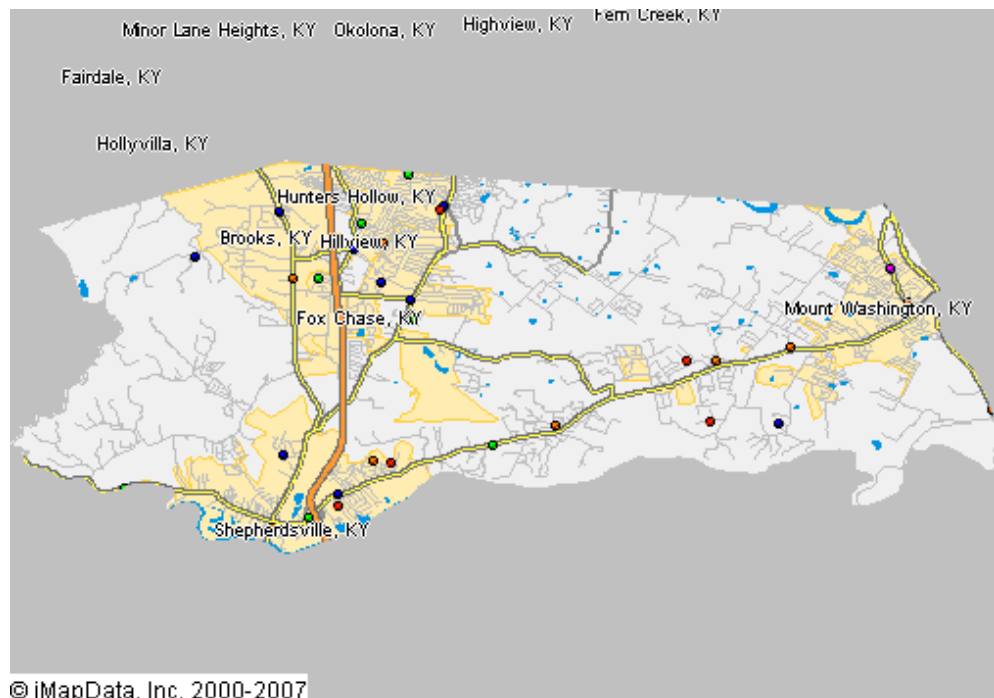 Fern Creek, KY
Minor Lane Heights, KY
Okolona, KY
Highview, KY
Fairdale, KY
Hollyvilla, KY
Hunters Hollow, KY
Brooks, KY
Hillview, KY
Fox Chase, KY
Mount Washington, KY
Shepherdsville, KY
© iMapData, Inc. 2000-2007